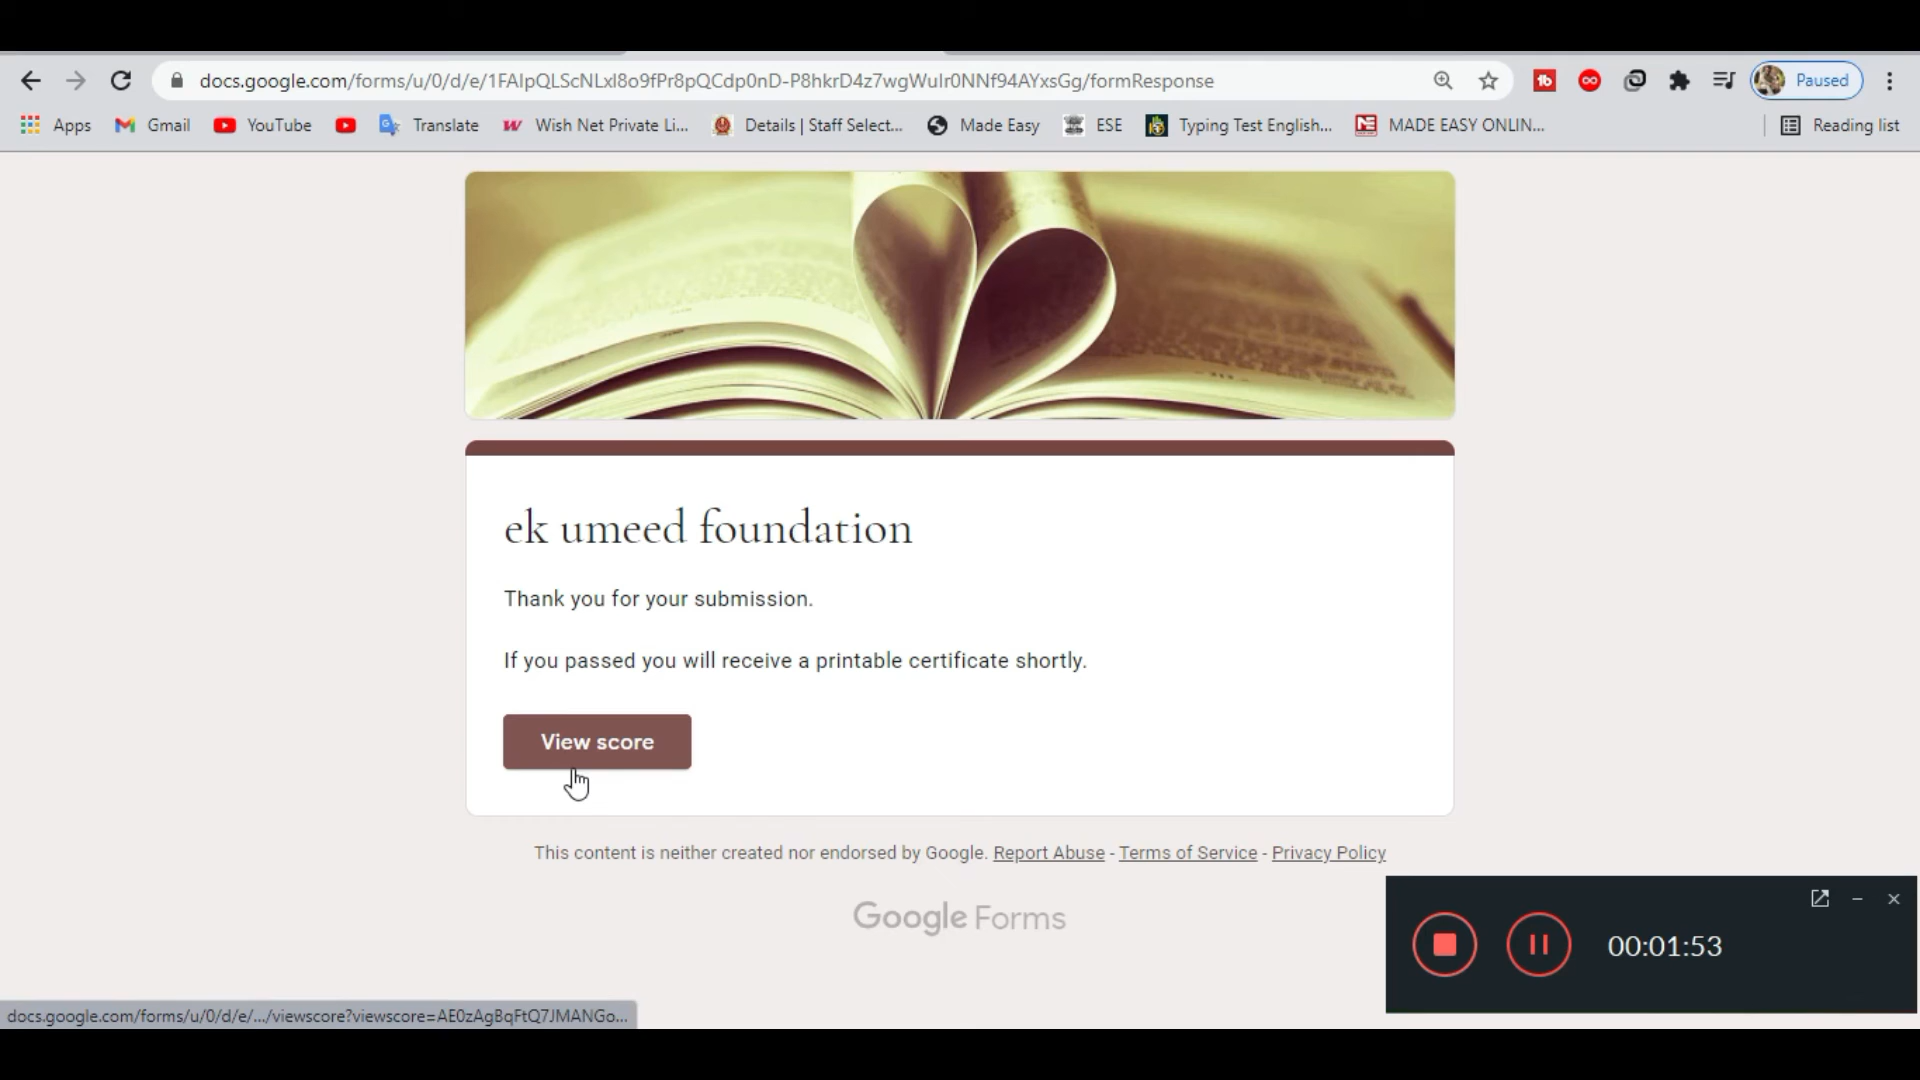 docs.google.com/forms/u/0/d/e/1FAIpQLScNLxI8o9fPr8pQCdp0nD-P8hkrD4z7wgWuIr0NNf94AYxsGg/formResponse
Paused
Apps Gmail YouTube Translate Wish Net Private Li... Details | Staff Select... Made Easy ESE Typing Test English... MADE EASY ONLIN... Reading list
ek umeed foundation
Thank you for your submission.
If you passed you will receive a printable certificate shortly.
View score
This content is neither created nor endorsed by Google. Report Abuse - Terms of Service - Privacy Policy
Google Forms
00:01:53
docs.google.com/forms/u/0/d/e/.../viewscore?viewscore=AE0zAgBqFtQ7JMANGo...